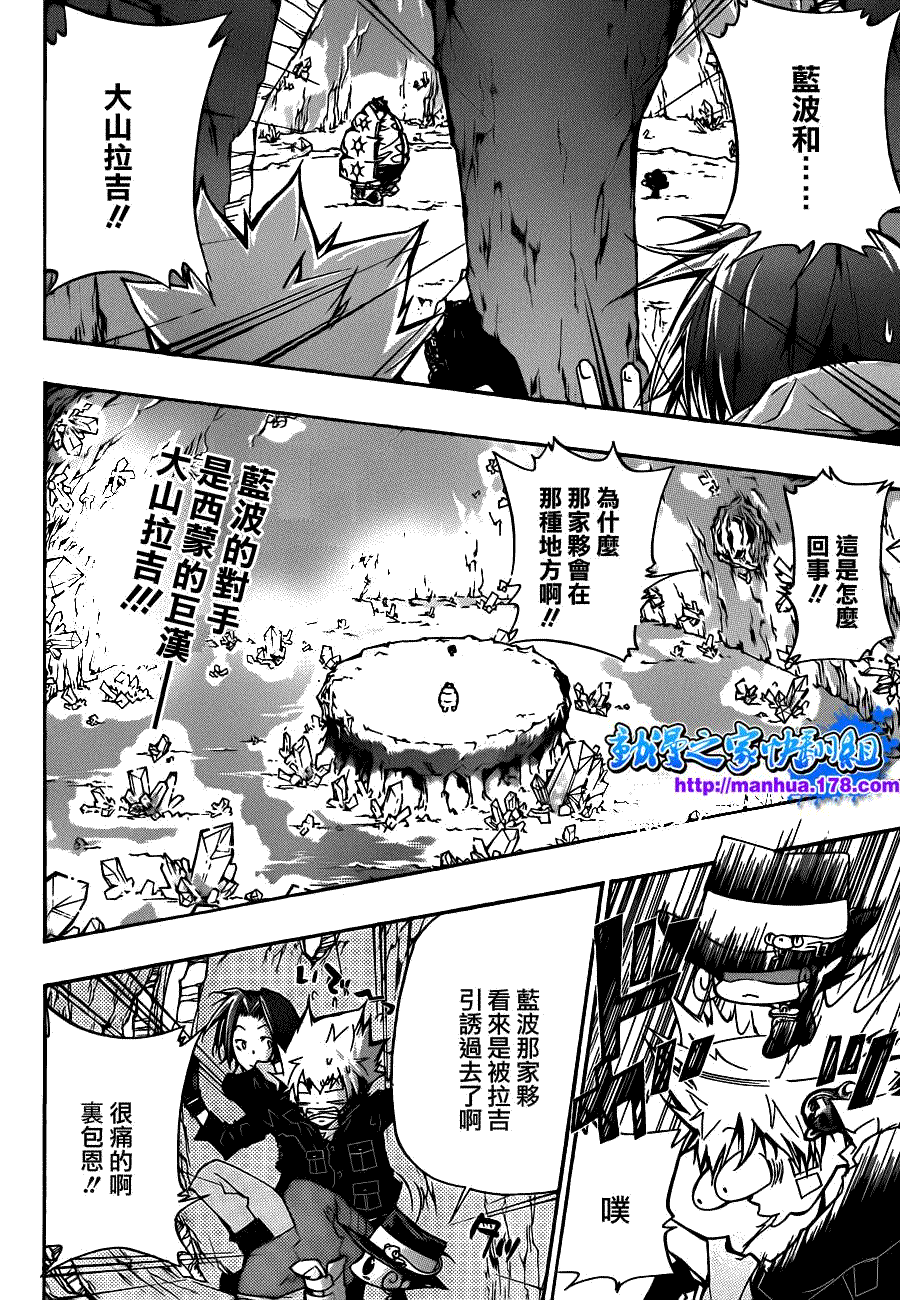 藍波和……
大山拉吉!!
這是怎麼
回事!!
為什麼
那家夥會在
那種地方啊!!
藍波的對手
是西蒙的巨漢
大山拉吉!!!
動漫之家快翻組
http://manhua.178.com
噗
藍波那家夥
看來是被拉吉
引誘過去了啊
很痛的啊
裏包恩!!